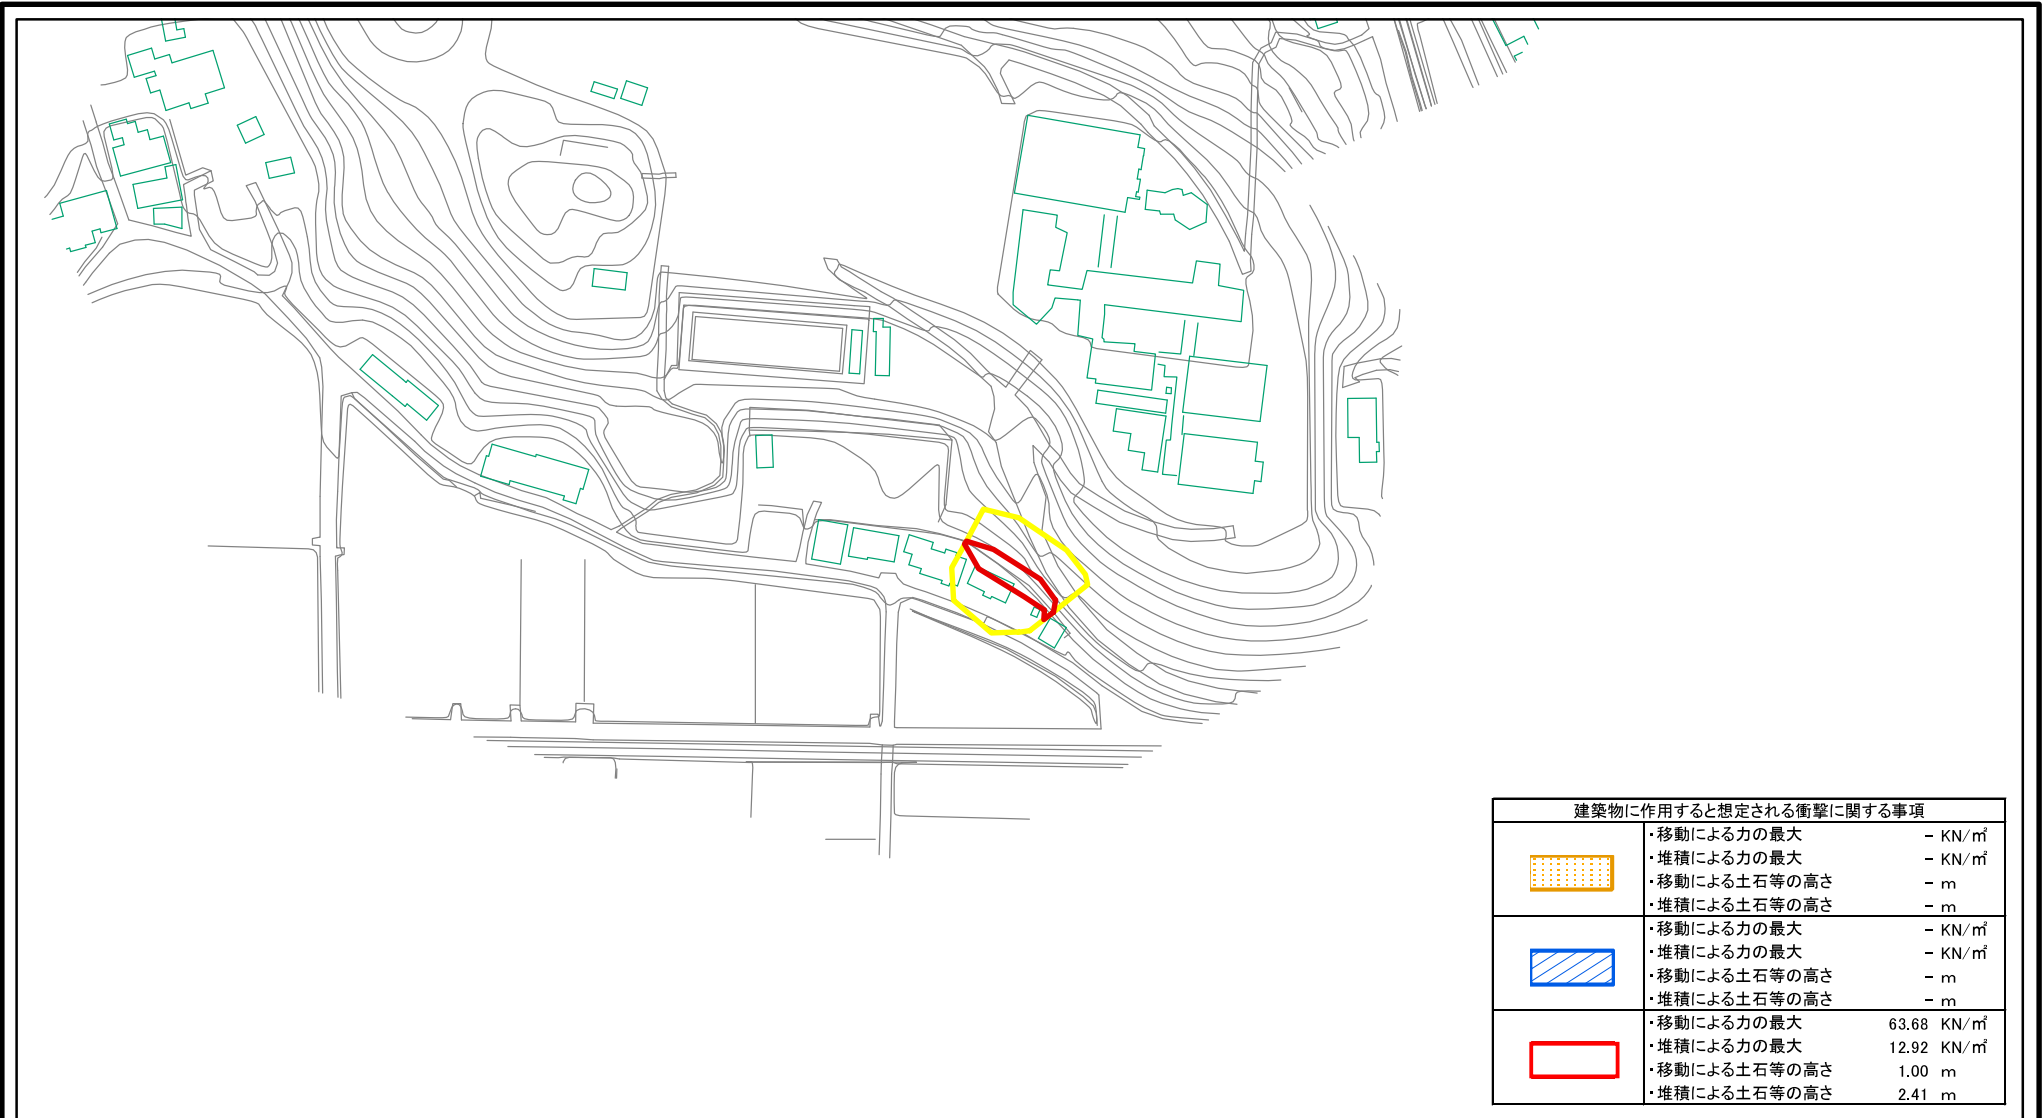 建築物に作用すると想定される衝撃に関する事項
・移動による力の最大 - KN/㎡
・堆積による力の最大 - KN/㎡
・移動による土石等の高さ - m
・堆積による土石等の高さ - m
・移動による力の最大 - KN/㎡
・堆積による力の最大 - KN/㎡
・移動による土石等の高さ - m
・堆積による土石等の高さ - m
・移動による力の最大 63.68 KN/㎡
・堆積による力の最大 12.92 KN/㎡
・移動による土石等の高さ 1.00 m
・堆積による土石等の高さ 2.41 m